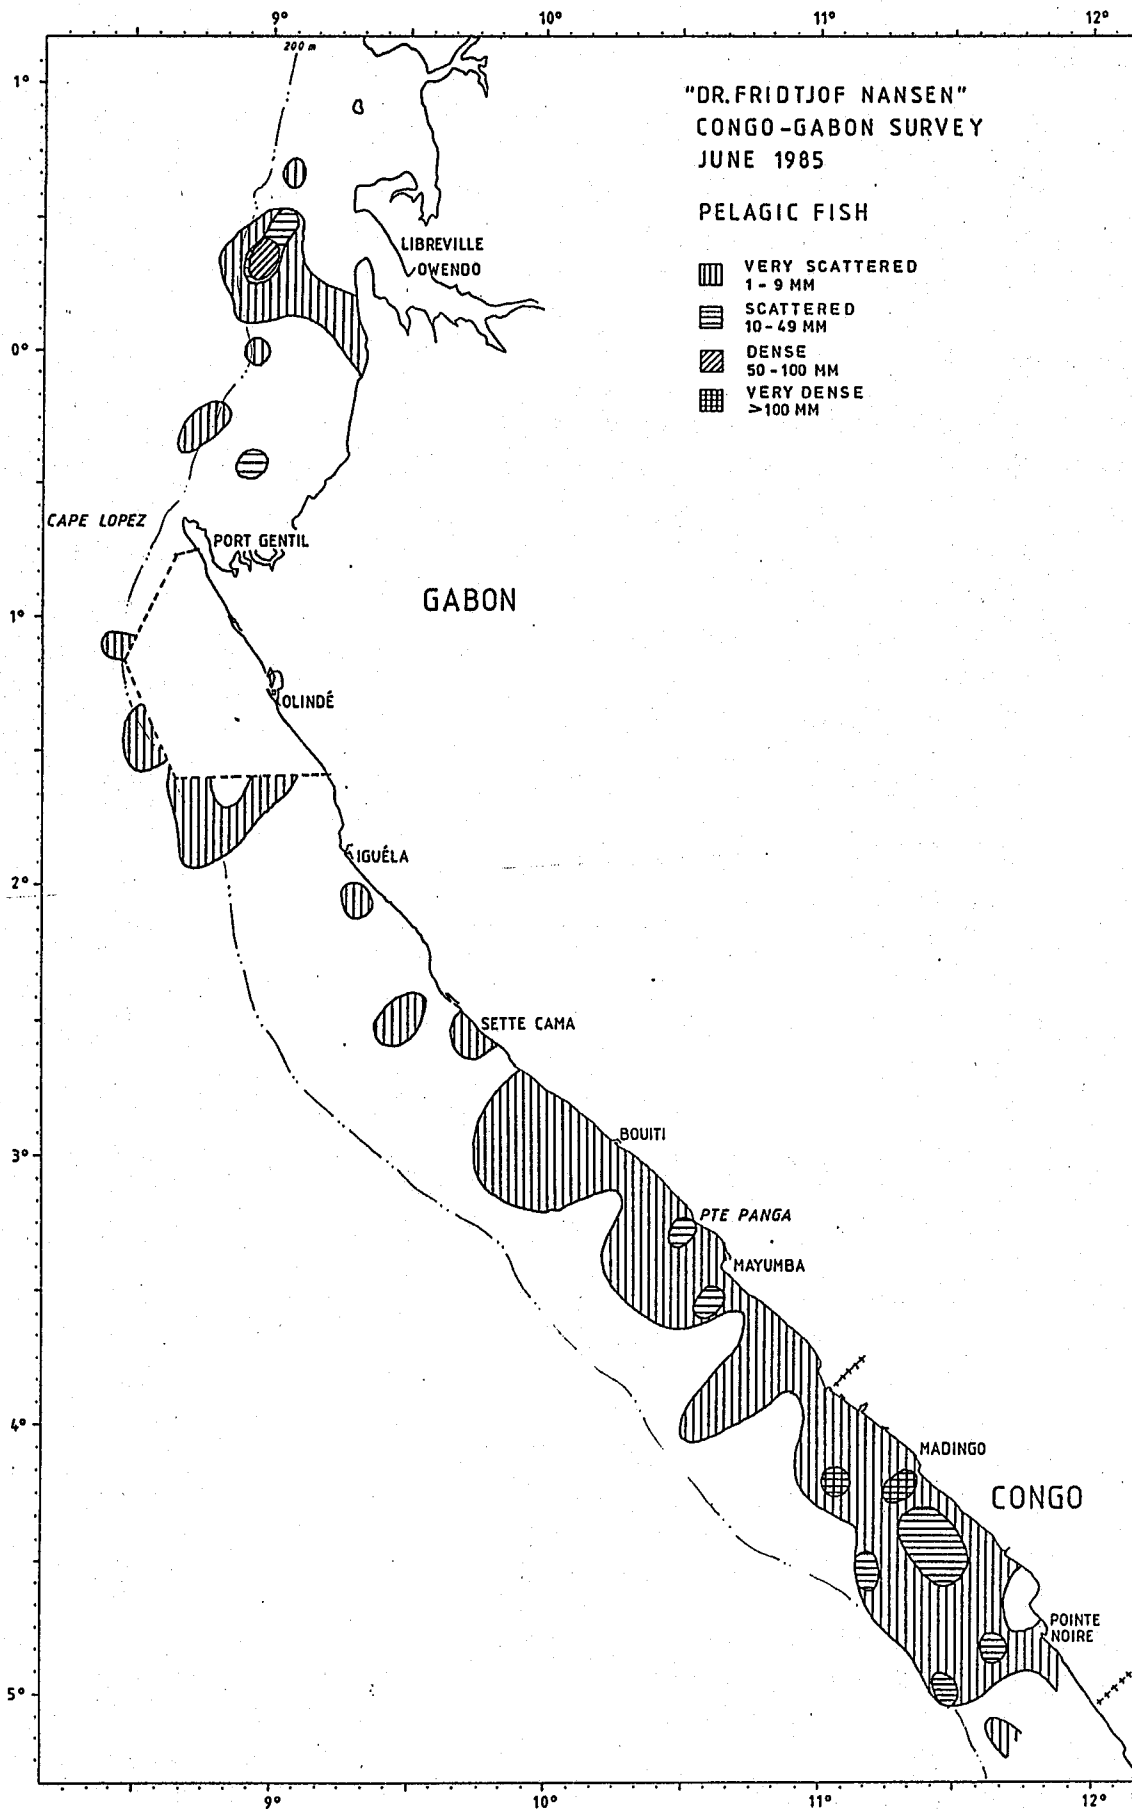 9° 10° 11° 12°
200 m
1°
"DR. FRIDTJOF NANSEN"
CONGO-GABON SURVEY
JUNE 1985
PELAGIC FISH
LIBREVILLE
OWENDO
VERY SCATTERED
1-9 MM
SCATTERED
10-49 MM
0°
DENSE
50-100 MM
VERY DENSE
>100 MM
CAPE LOPEZ
PORT GENTIL
GABON
1°
OLINDÉ
IGUÉLA
2°
SETTE CAMA
BOUITI
3°
PTE PANGA
MAYUMBA
4°
MADINGO
CONGO
POINTE
NOIRE
5°
9° 10° 11° 12°